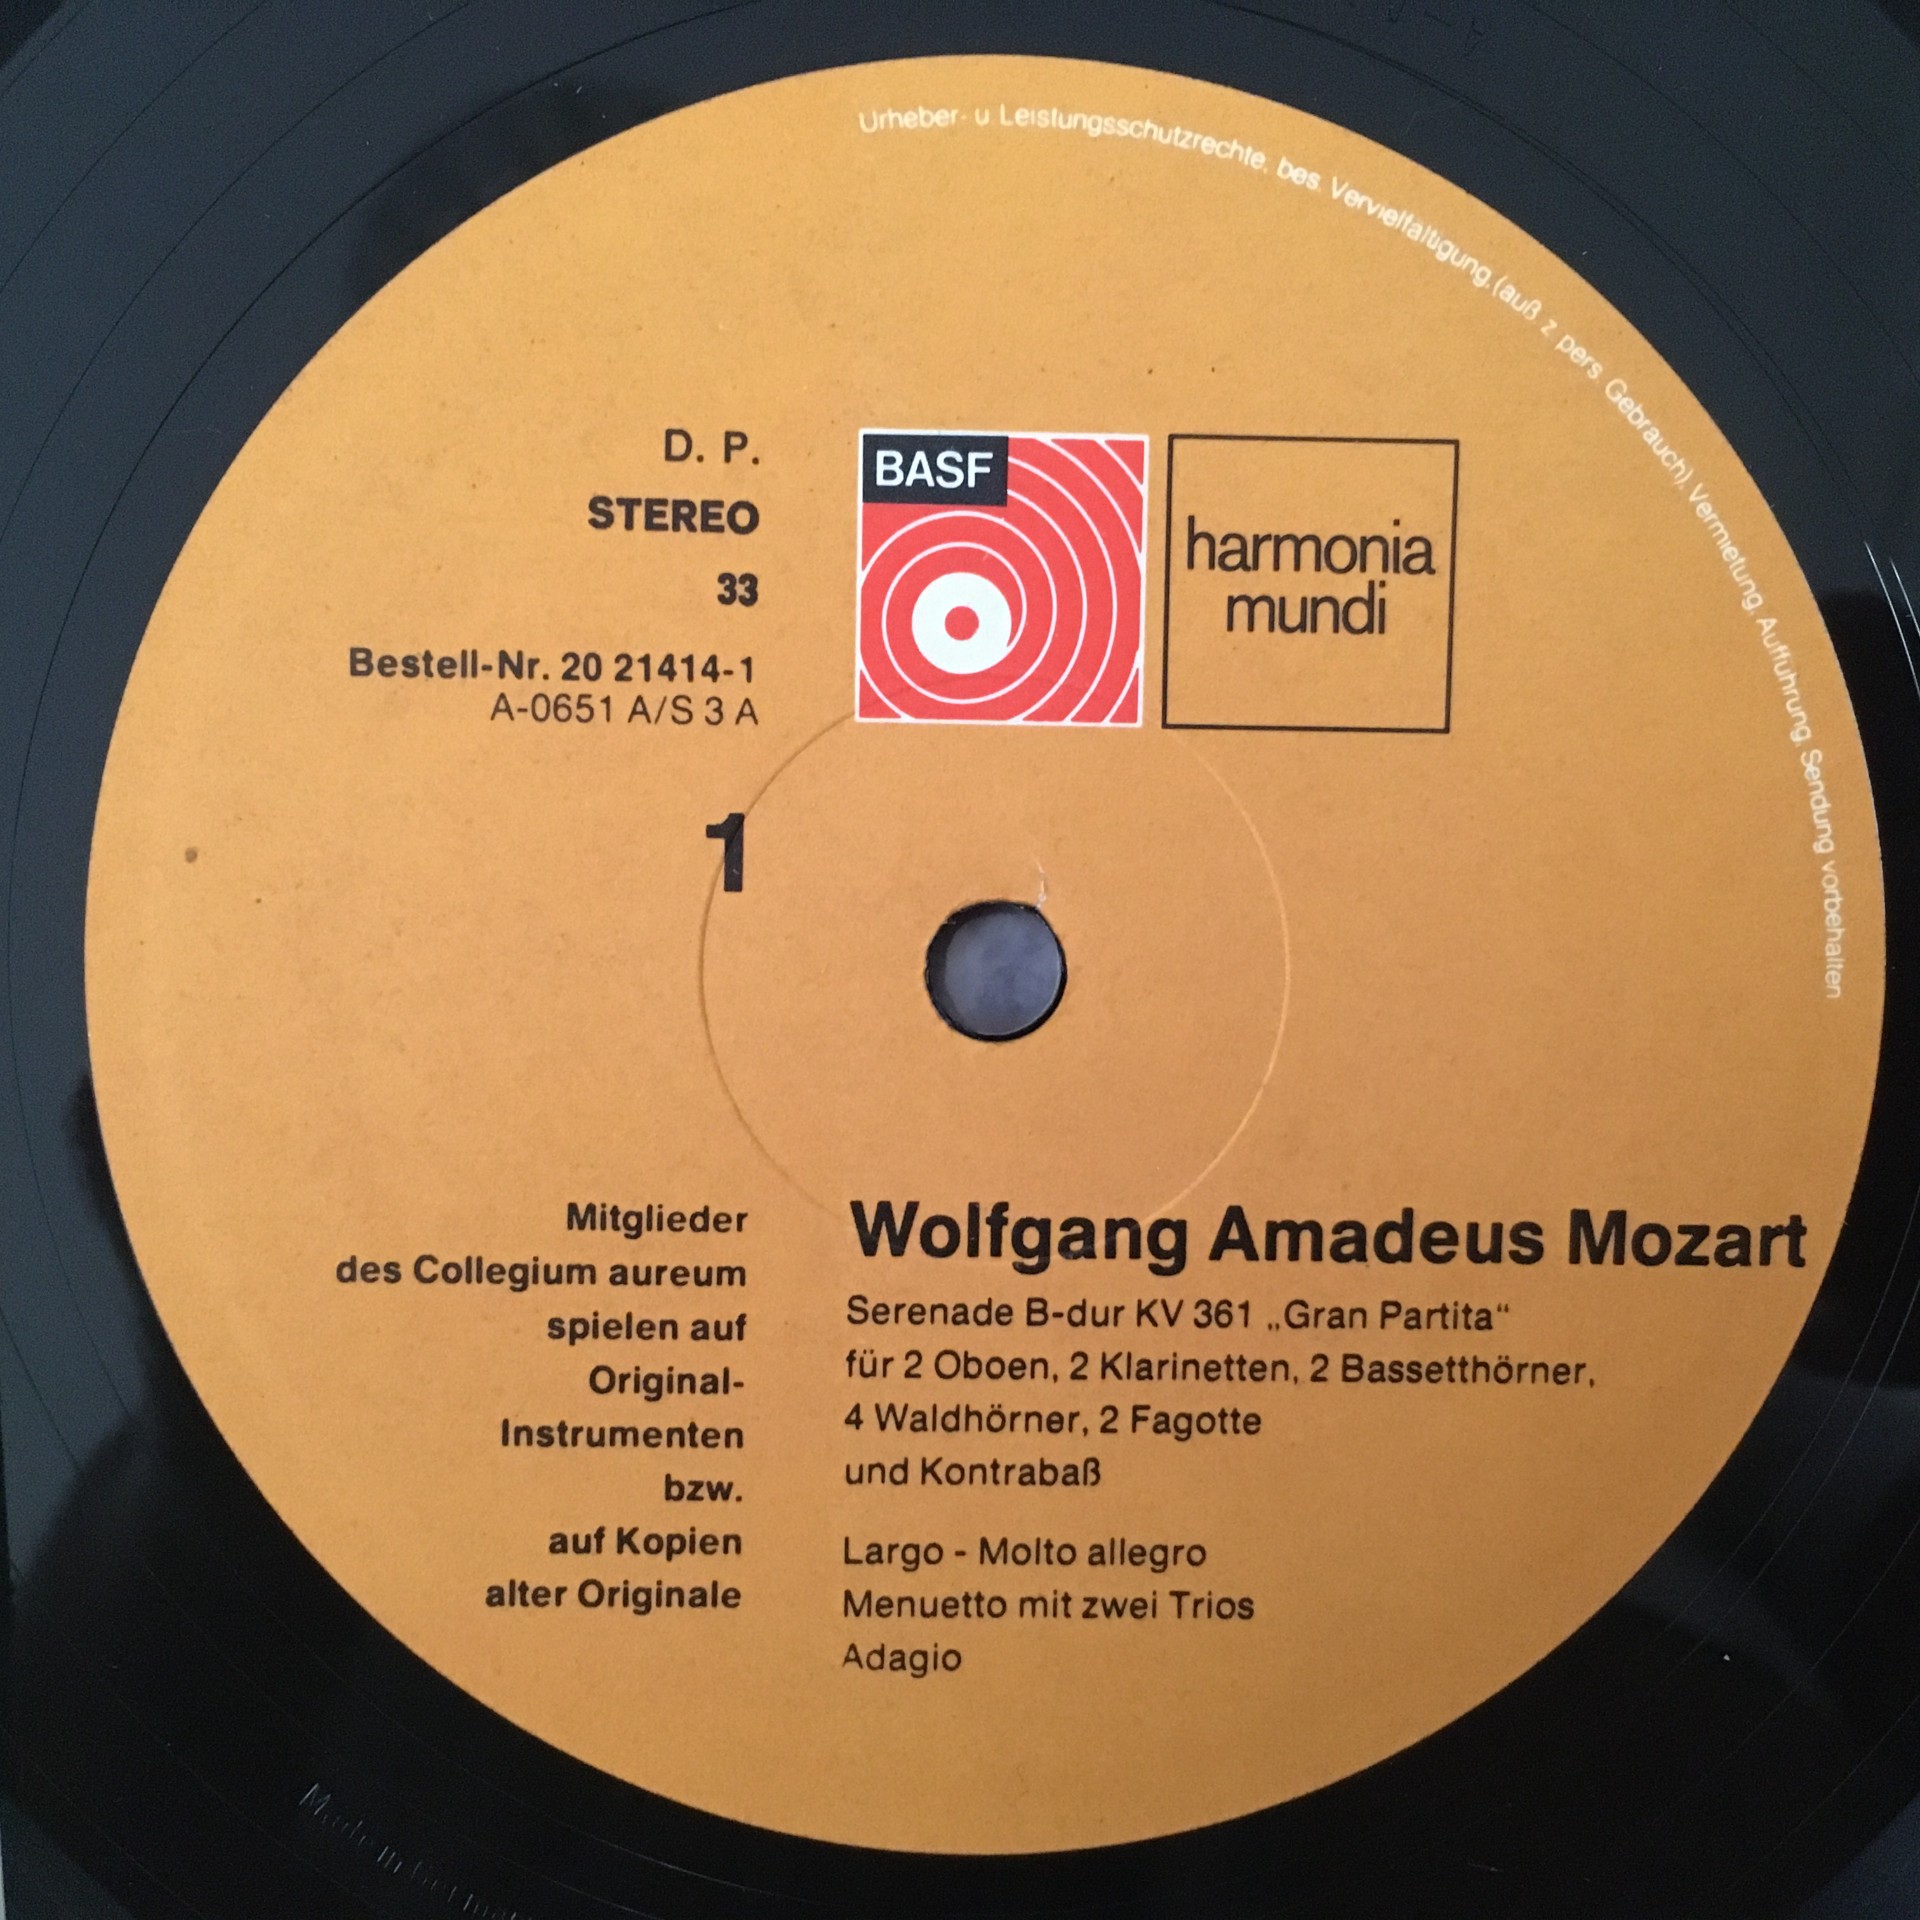 Urheber- u Leistungsschutzrechte, bes. Vervielfältigung, (auß z pers Gebrauch), Vermietung, Aufführung, Sendung vorbehalten
D. P.
STEREO
33
Bestell-Nr. 20 21414-1
A-0651 A/S 3 A
BASF
harmonia
mundi
1
Mitglieder
des Collegium aureum
spielen auf
Original-
Instrumenten
bzw.
auf Kopien
alter Originale
Wolfgang Amadeus Mozart
Serenade B-dur KV 361 „Gran Partita“
für 2 Oboen, 2 Klarinetten, 2 Bassetthörner,
4 Waldhörner, 2 Fagotte
und Kontrabaß
Largo - Molto allegro
Menuetto mit zwei Trios
Adagio
Made in